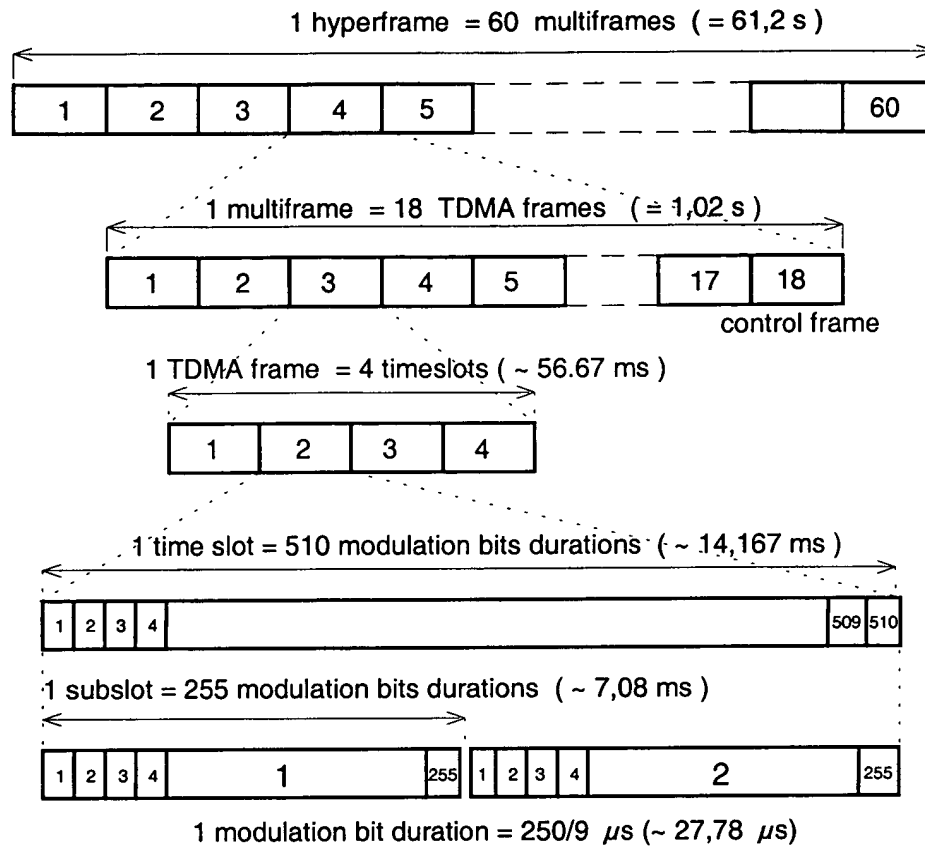 1 hyperframe = 60 multiframes ( = 61,2 s )
1 2 3 4 5 60
1 multiframe = 18 TDMA frames ( = 1,02 s )
1 2 3 4 5 17 18
control frame
1 TDMA frame = 4 timeslots ( ~ 56.67 ms )
1 2 3 4
1 time slot = 510 modulation bits durations ( ~ 14,167 ms )
1 2 3 4 509 510
1 subslot = 255 modulation bits durations ( ~ 7,08 ms )
1 2 3 4 1 255 1 2 3 4 2 255
1 modulation bit duration = 250/9 µs (~ 27,78 µs)